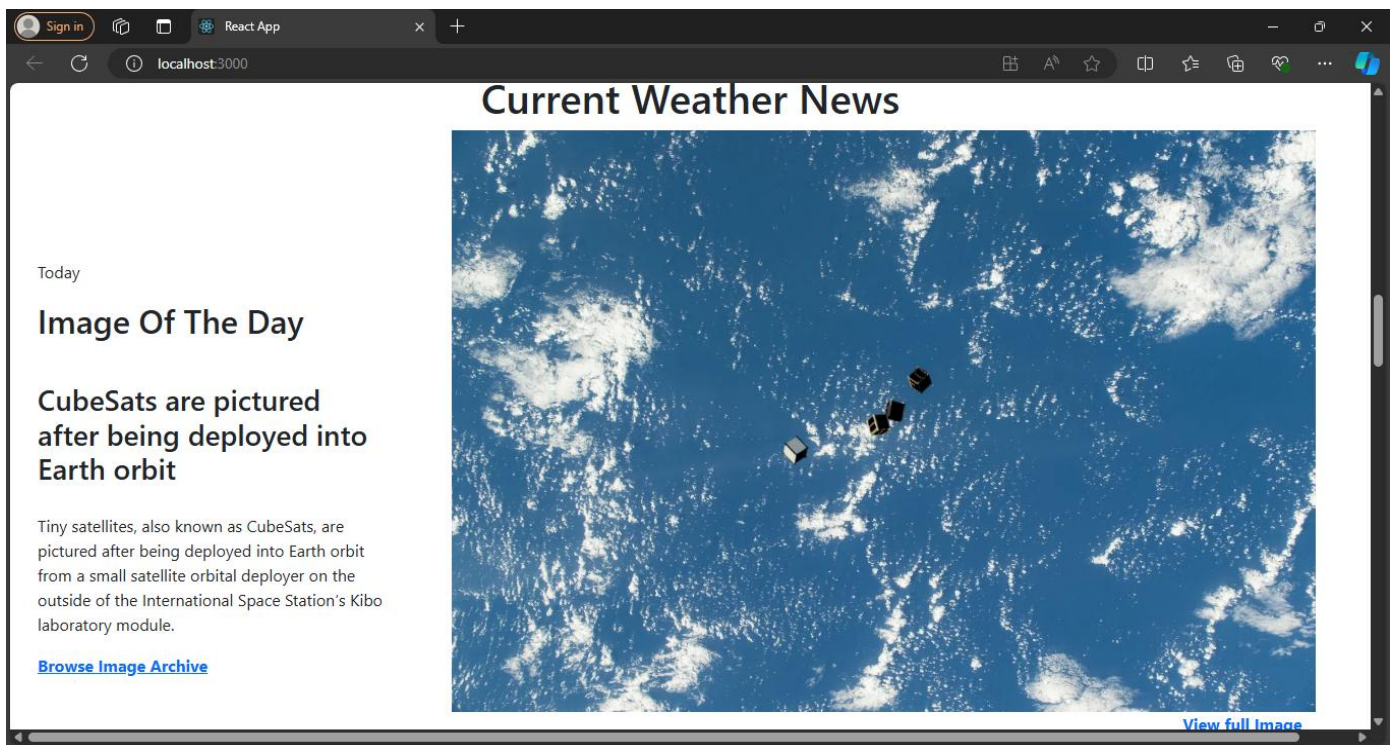 Sign in
React App
localhost:3000
Current Weather News
Today
Image Of The Day
CubeSats are pictured
after being deployed into
Earth orbit
Tiny satellites, also known as CubeSats, are
pictured after being deployed into Earth orbit
from a small satellite orbital deployer on the
outside of the International Space Station’s Kibo
laboratory module.
Browse Image Archive
View full Image